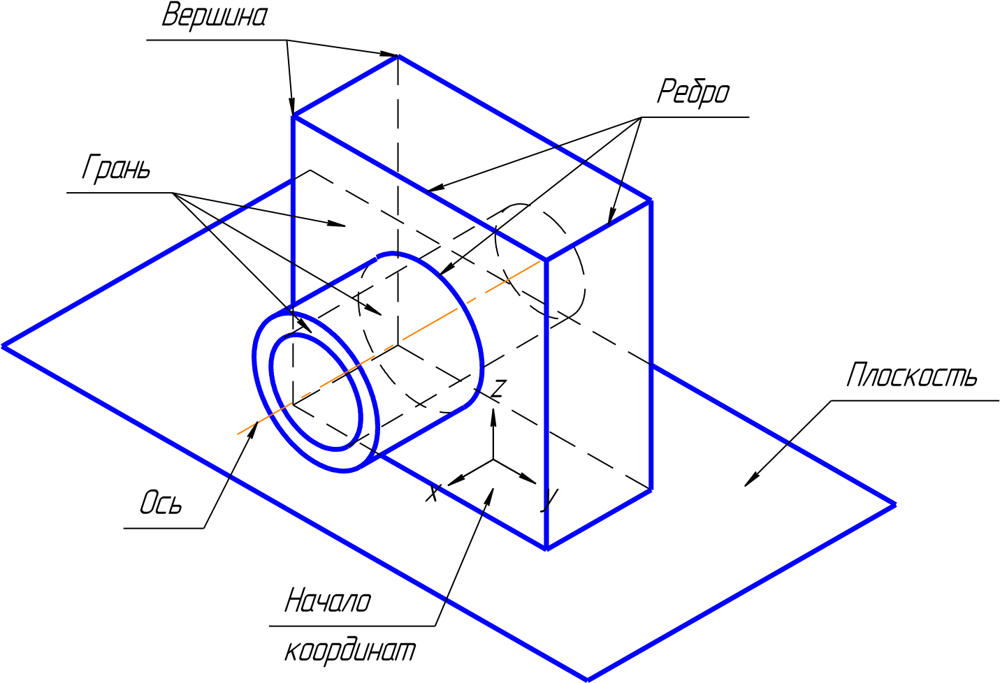 Вершина
Ребро
Грань
Плоскость
z
x
y
Ось
Начало
координат